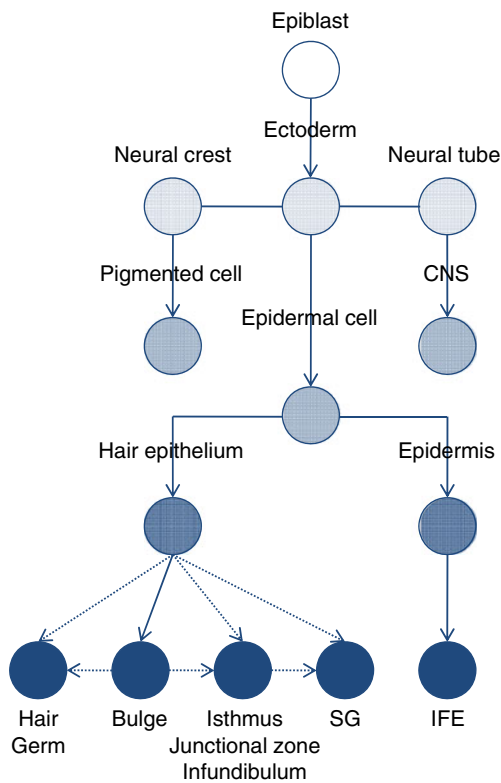 Epiblast
Ectoderm
Neural crest
Neural tube
Pigmented cell
CNS
Epidermal cell
Hair epithelium
Epidermis
Hair
Germ
Bulge
Isthmus
Junctional zone
Infundibulum
SG
IFE